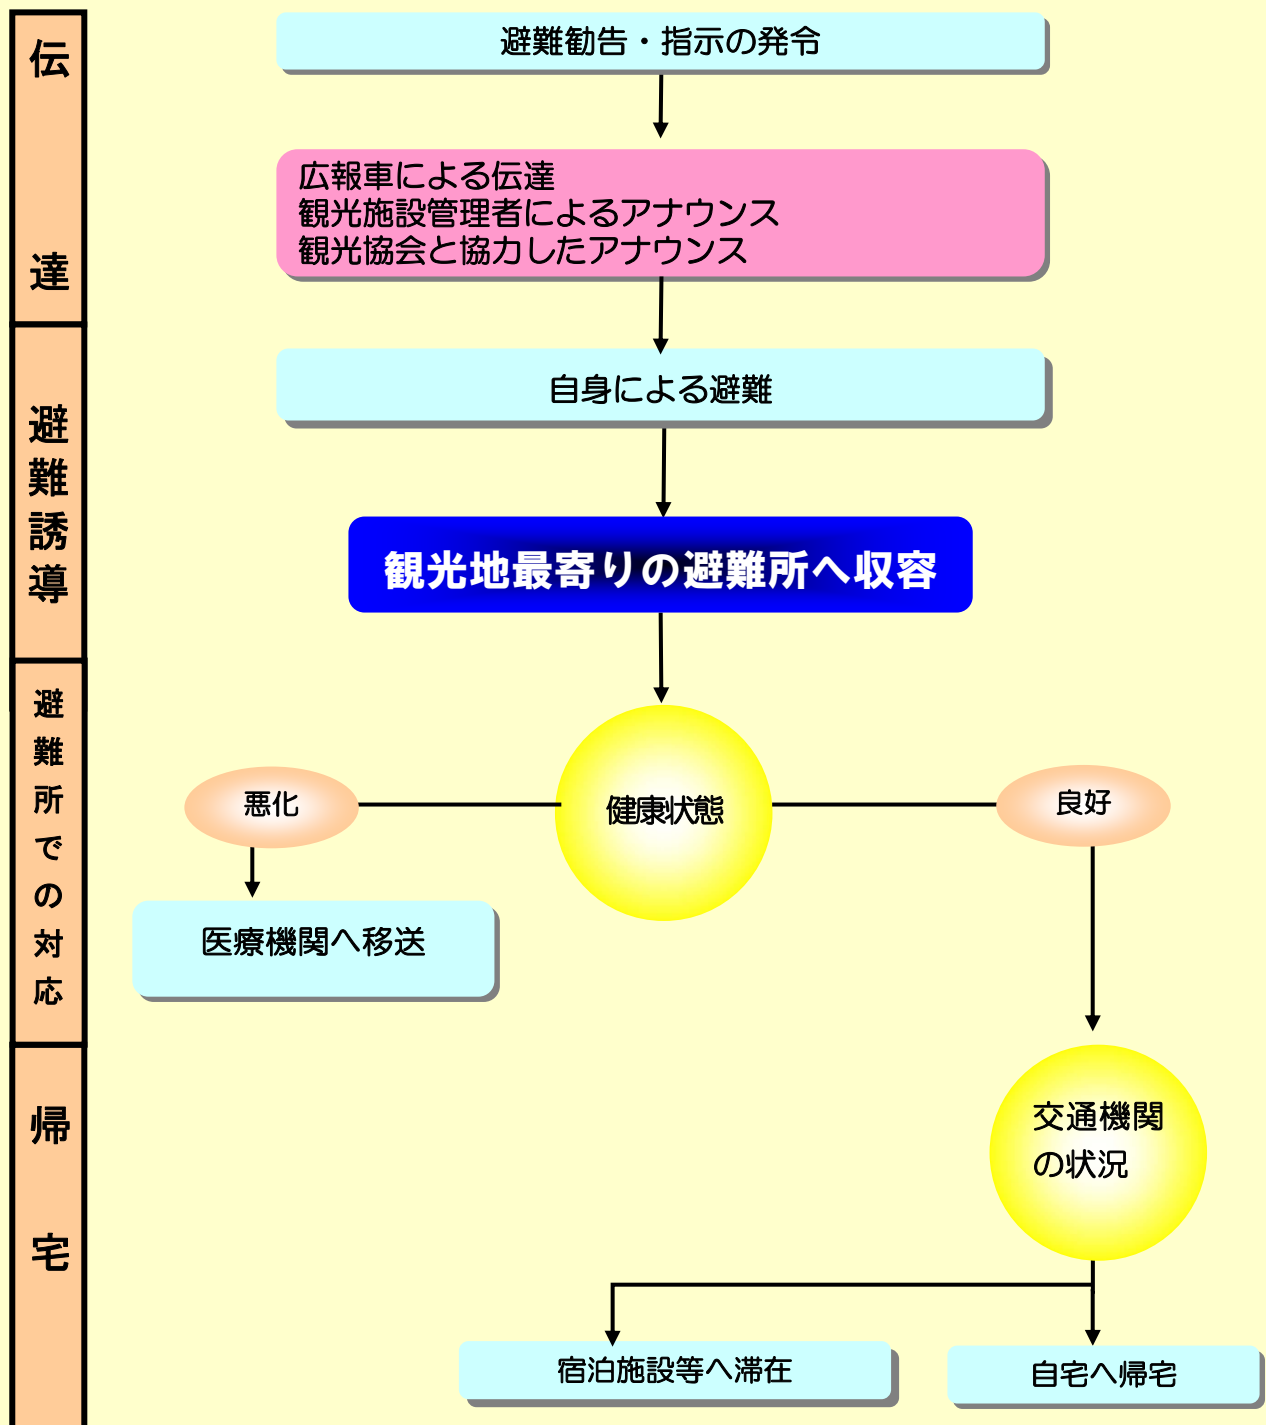 伝達
避難勧告・指示の発令
広報車による伝達
観光施設管理者によるアナウンス
観光協会と協力したアナウンス
避難誘導
自身による避難
観光地最寄りの避難所へ収容
避難所での対応
健康状態
悪化
良好
医療機関へ移送
帰宅
交通機関
の状況
宿泊施設等へ滞在
自宅へ帰宅